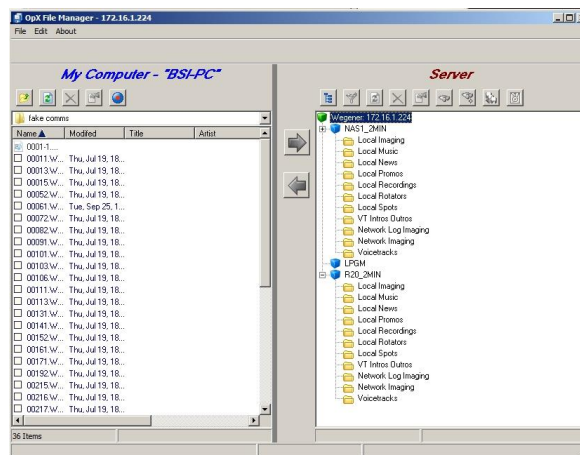 OpX File Manager - 172.16.1.224
File Edit About
My Computer - "BSI-PC"
fake comms
Name Modifed Title Artist
0001-1....
00011.W... Thu, Jul 19, 18...
00013.W... Thu, Jul 19, 18...
00015.W... Thu, Jul 19, 18...
00052.W... Thu, Jul 19, 18...
00061.W... Tue, Sep 25, 1...
00072.W... Thu, Jul 19, 18...
00082.W... Thu, Jul 19, 18...
00091.W... Thu, Jul 19, 18...
00101.W... Thu, Jul 19, 18...
00103.W... Thu, Jul 19, 18...
00106.W... Thu, Jul 19, 18...
00111.W... Thu, Jul 19, 18...
00113.W... Thu, Jul 19, 18...
00131.W... Thu, Jul 19, 18...
00141.W... Thu, Jul 19, 18...
00152.W... Thu, Jul 19, 18...
00161.W... Thu, Jul 19, 18...
00171.W... Thu, Jul 19, 18...
00192.W... Thu, Jul 19, 18...
00215.W... Thu, Jul 19, 18...
00216.W... Thu, Jul 19, 18...
00217.W... Thu, Jul 19, 18...
36 Items
Server
Wegener: 172.16.1.224
NAS1_2MIN
Local Imaging
Local Music
Local News
Local Promos
Local Recordings
Local Rotators
Local Spots
VT Intros Outros
Network Log Imaging
Network Imaging
Voicetracks
LPGM
R20_2MIN
Local Imaging
Local Music
Local News
Local Promos
Local Recordings
Local Rotators
Local Spots
VT Intros Outros
Network Log Imaging
Network Imaging
Voicetracks